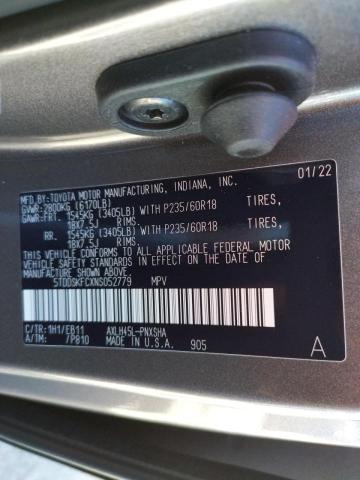 MFD.BY:TOYOTA MOTOR MANUFACTURING, INDIANA, INC. 01/22
GVWR:2800KG (6170LB)
GAWR:FRT. 1545KG (3405LB) WITH P235/60R18 TIRES,
18X7.5J RIMS.
RR. 1545KG (3405LB) WITH P235/60R18 TIRES,
18X7.5J RIMS.
THIS VEHICLE CONFORMS TO ALL APPLICABLE FEDERAL MOTOR
VEHICLE SAFETY STANDARDS IN EFFECT ON THE DATE OF
MANUFACTURE SHOWN ABOVE.
5TDDSKFCXNS052779 MPV
C/TR:1H1/EB11 AXLH45L-PNXSHA
A/TM: /P810 MADE IN U.S.A. 905 A